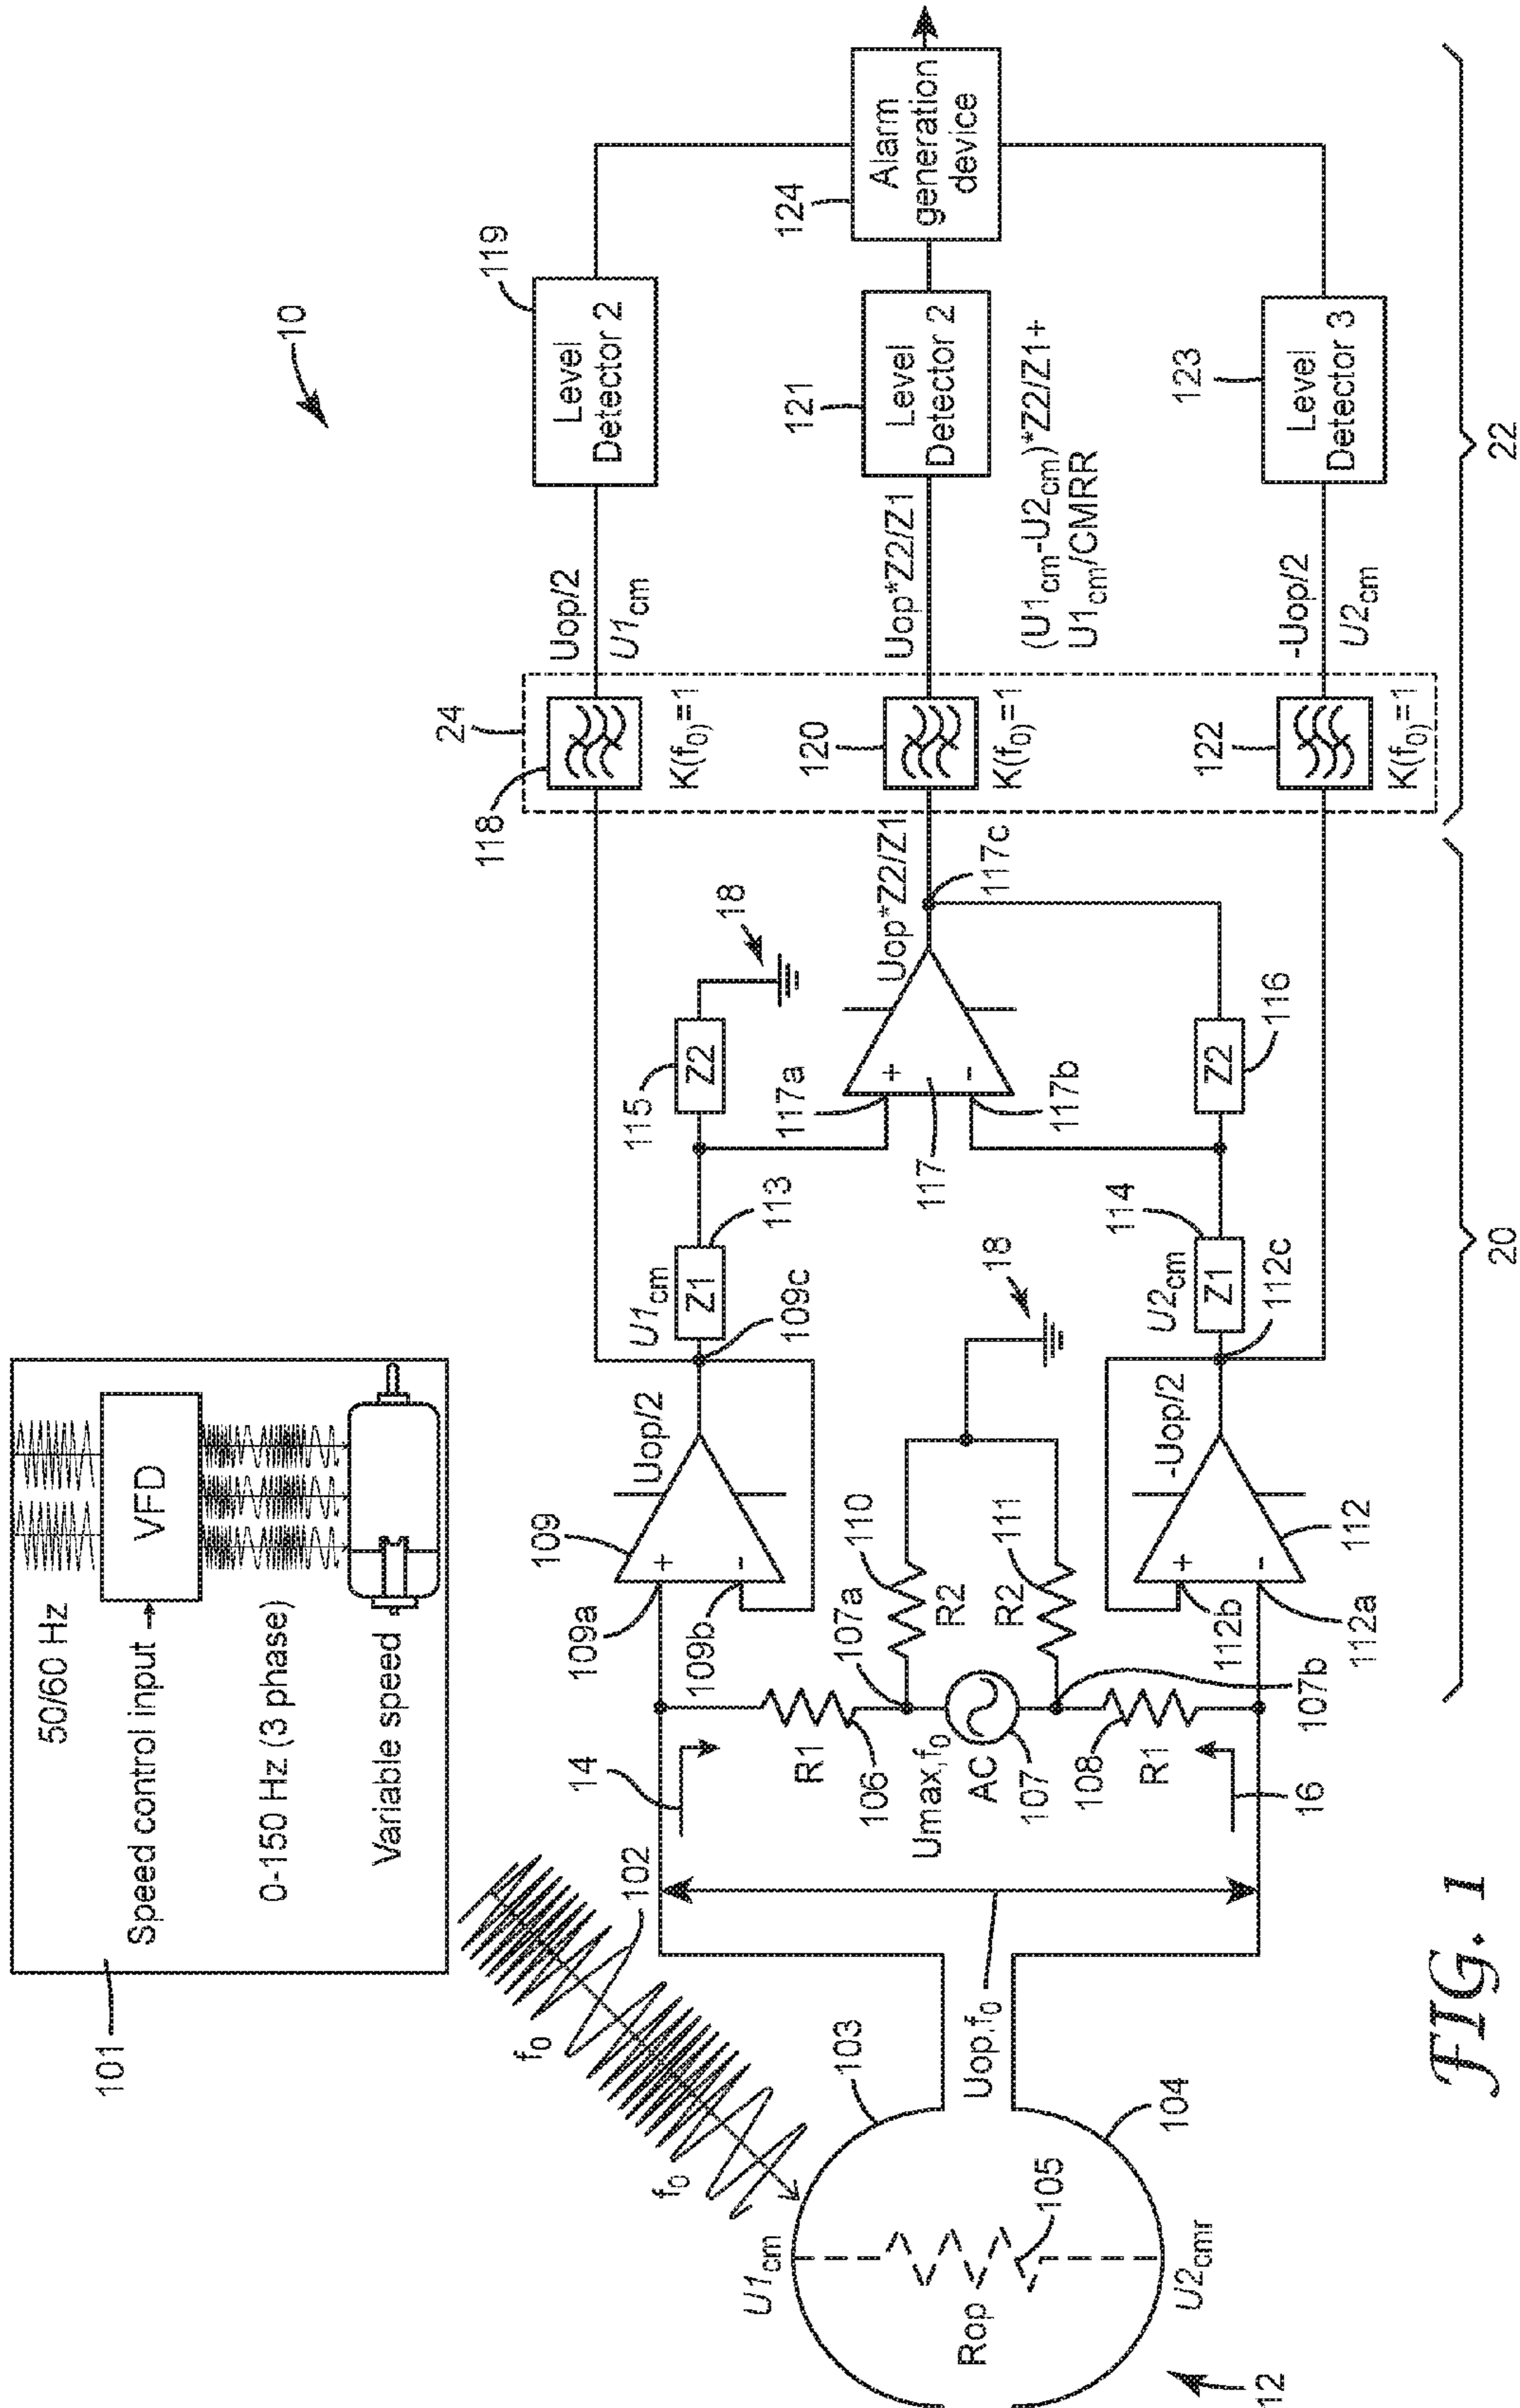 101
50/60 Hz
Speed control input
VFD
0-150 Hz (3 phase)
Variable speed
10
f₀
f₀
102
103
104
U1cm
U2cmr
Rop
105
12
Uop,f₀
14
16
R1
106
Umax,f₀
AC
107
107a
107b
108
R1
109
109a
109b
109c
+
-
Uop/2
U1cm
110
R2
R2
111
18
112
112a
112b
112c
+
-
-Uop/2
U2cm
Z1
113
Z1
114
115
Z2
18
Z2
116
117
117a
117b
117c
+
-
Uop*Z2/Z1
20
24
118
K(f₀)=1
120
K(f₀)=1
122
K(f₀)=1
Uop/2
U1cm
Uop*Z2/Z1
(U1cm-U2cm)*Z2/Z1+
U1cm/CMRR
-Uop/2
U2cm
119
Level
Detector 2
121
Level
Detector 2
123
Level
Detector 3
124
Alarm
generation
device
22
FIG. 1